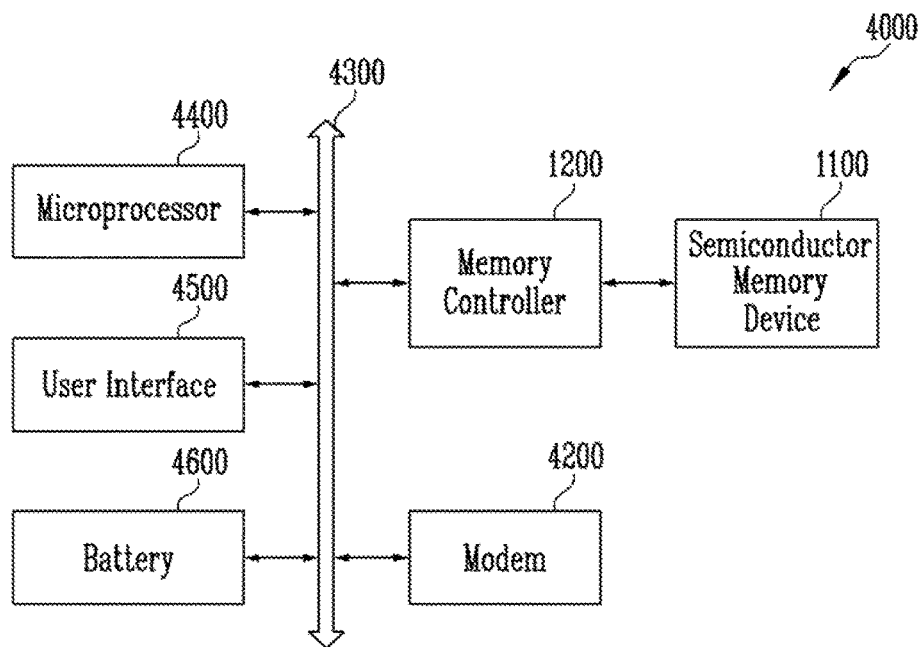 4000
4300
4400
Microprocessor
1200
Memory
Controller
1100
Semiconductor
Memory
Device
4500
User Interface
4600
Battery
4200
Modem